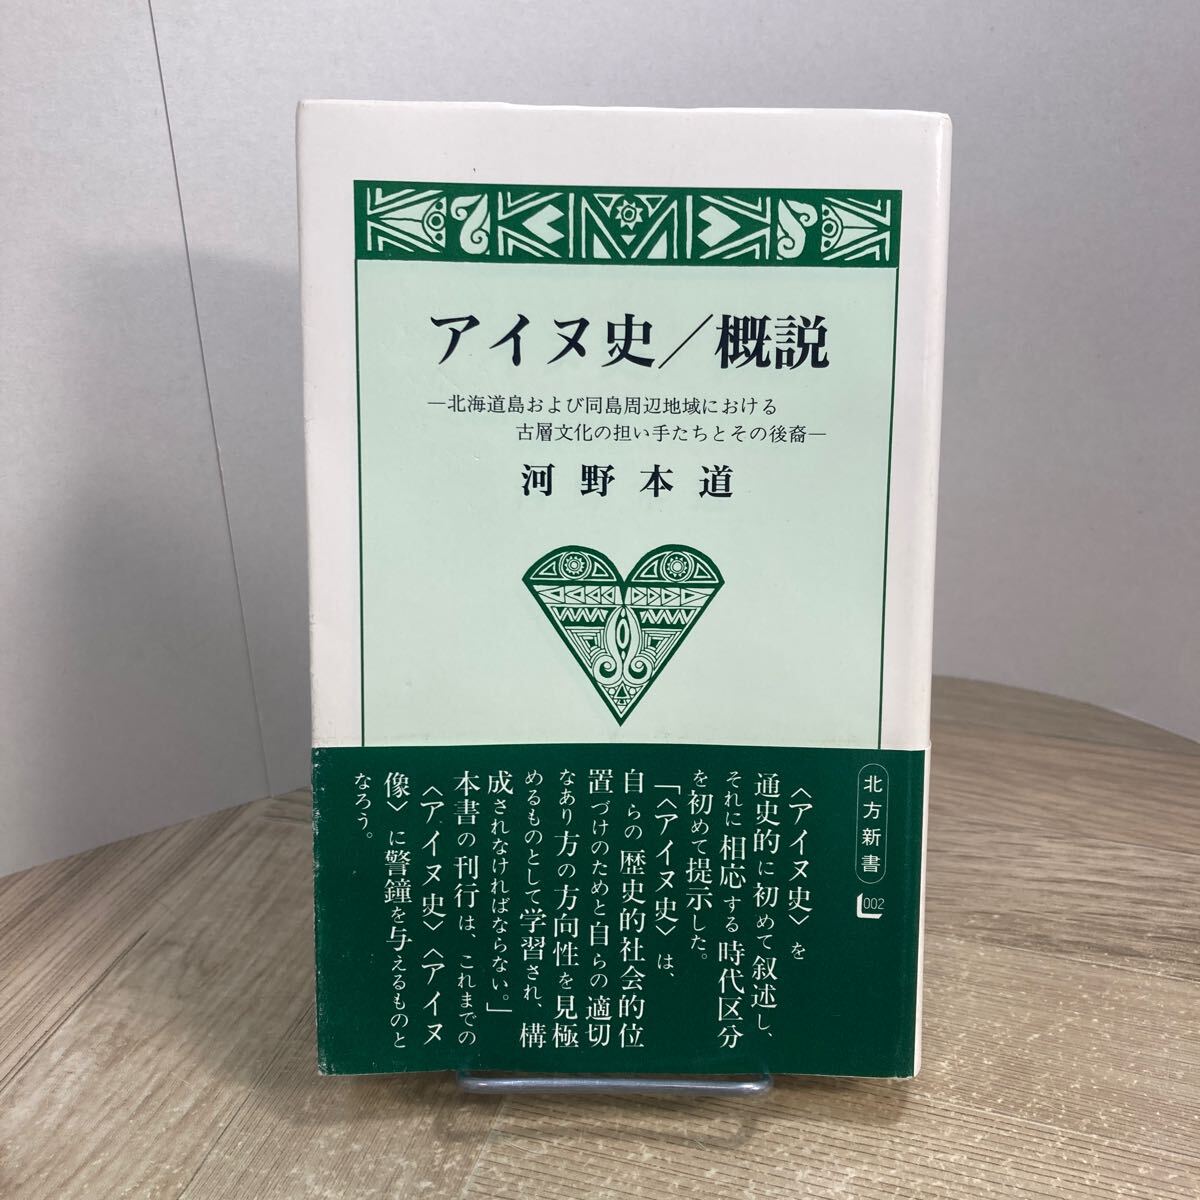 アイヌ史／概説
―北海道島および同島周辺地域における
古層文化の担い手たちとその後裔―
河野本道
北方新書
002
〈アイヌ史〉を
通史的に初めて叙述し、
それに相応する時代区分
を初めて提示した。
「〈アイヌ史〉は、
自らの歴史的社会的位
置づけのためと自らの適切
なあり方の方向性を見極
めるものとして学習され、構
成されなければならない。」
本書の刊行は、これまでの
〈アイヌ史〉〈アイヌ
像〉に警鐘を与えるものと
なろう。